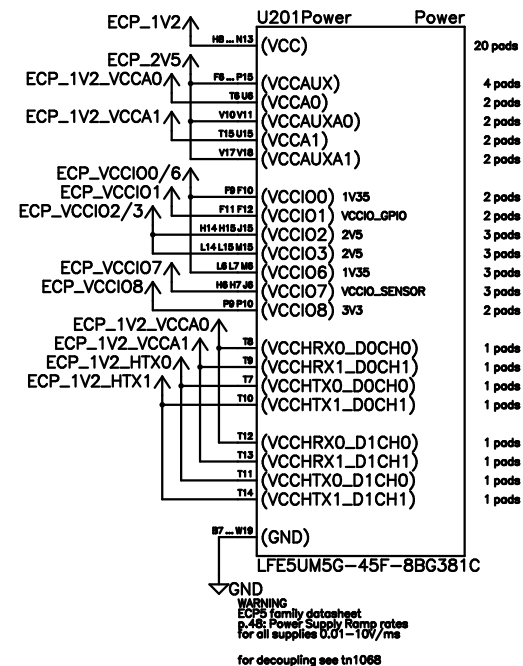 U201Power Power
ECP_1V2
H8 ... N13 (VCC) 20 pads
ECP_2V5
F6 ... P15 (VCCAUX) 4 pads
ECP_1V2_VCCA0
T6 U6 (VCCA0) 2 pads
V10 V11 (VCCAUXA0) 2 pads
ECP_1V2_VCCA1
T15 U15 (VCCA1) 2 pads
V17 V18 (VCCAUXA1) 2 pads
ECP_VCCIO0/6
F9 F10 (VCCIO0) 1V35 2 pads
ECP_VCCIO1
F11 F12 (VCCIO1) VCCIO_GPIO 2 pads
ECP_VCCIO2/3
H14 H15 J15 (VCCIO2) 2V5 3 pads
L14 L15 M15 (VCCIO3) 2V5 3 pads
L6 L7 M6 (VCCIO6) 1V35 3 pads
ECP_VCCIO7
H6 H7 J6 (VCCIO7) VCCIO_SENSOR 3 pads
ECP_VCCIO8
P9 P10 (VCCIO8) 3V3 2 pads
ECP_1V2_VCCA0
T8 (VCCHRX0_D0CH0) 1 pads
ECP_1V2_VCCA1
T9 (VCCHRX1_D0CH1) 1 pads
ECP_1V2_HTX0
T7 (VCCHTX0_D0CH0) 1 pads
ECP_1V2_HTX1
T10 (VCCHTX1_D0CH1) 1 pads
T12 (VCCHRX0_D1CH0) 1 pads
T13 (VCCHRX1_D1CH1) 1 pads
T11 (VCCHTX0_D1CH0) 1 pads
T14 (VCCHTX1_D1CH1) 1 pads
B7 ... W19 (GND)
LFE5UM5G-45F-8BG381C
GND
WARNING
ECP5 family datasheet
p.48: Power Supply Ramp rates
for all supplies 0.01-10V/ms
for decoupling see tn1068